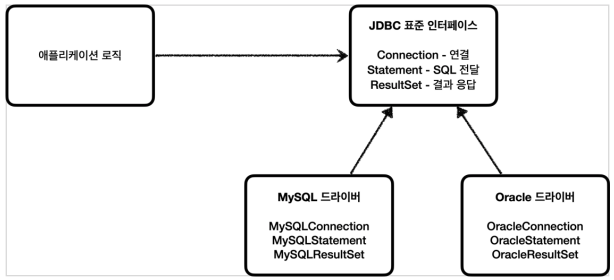 애플리케이션 로직
JDBC 표준 인터페이스
Connection - 연결
Statement - SQL 전달
ResultSet - 결과 응답
MySQL 드라이버
MySQLConnection
MySQLStatement
MySQLResultSet
Oracle 드라이버
OracleConnection
OracleStatement
OracleResultSet